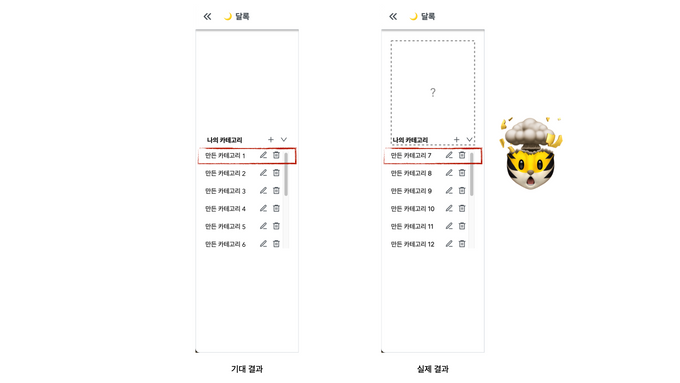 달록
나의 카테고리
만든 카테고리 1
만든 카테고리 2
만든 카테고리 3
만든 카테고리 4
만든 카테고리 5
만든 카테고리 6
기대 결과
달록
?
나의 카테고리
만든 카테고리 7
만든 카테고리 8
만든 카테고리 9
만든 카테고리 10
만든 카테고리 11
만든 카테고리 12
실제 결과